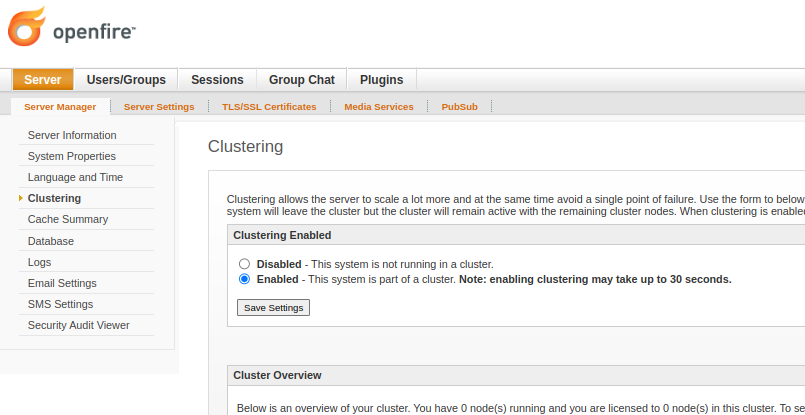 openfire™
Server Users/Groups Sessions Group Chat Plugins
Server Manager Server Settings TLS/SSL Certificates Media Services PubSub
Server Information
System Properties
Language and Time
Clustering
Cache Summary
Database
Logs
Email Settings
SMS Settings
Security Audit Viewer
Clustering
Clustering allows the server to scale a lot more and at the same time avoid a single point of failure. Use the form to below
system will leave the cluster but the cluster will remain active with the remaining cluster nodes. When clustering is enabled
Clustering Enabled
Disabled - This system is not running in a cluster.
Enabled - This system is part of a cluster. Note: enabling clustering may take up to 30 seconds.
Save Settings
Cluster Overview
Below is an overview of your cluster. You have 0 node(s) running and you are licensed to 0 node(s) in this cluster. To se